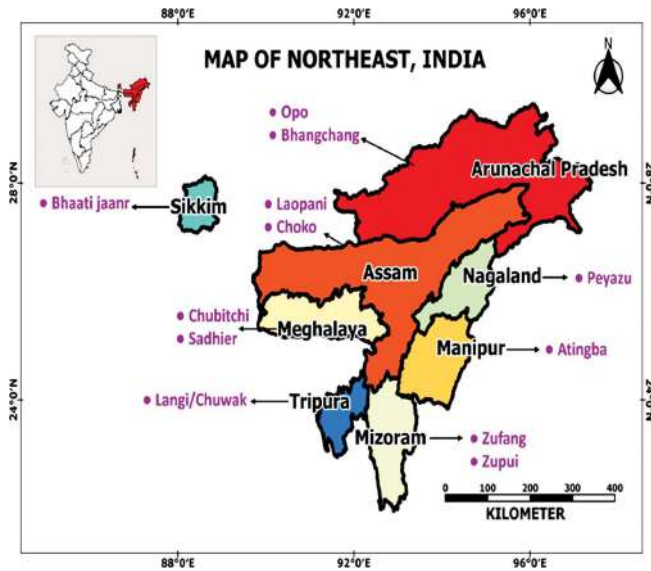 88°0'E 92°0'E 96°0'E
MAP OF NORTHEAST, INDIA
N
Opo
Bhangchang
Arunachal Pradesh
28°0'N
28°0'N
Bhaati jaanr
Sikkim
Laopani
Choko
Assam
Nagaland
Peyazu
Chubitchi
Sadhier
Meghalaya
Manipur
Atingba
24°0'N
24°0'N
Langi/Chuwak
Tripura
Mizoram
Zufang
Zupui
0 100 200 300 400
KILOMETER
88°0'E 92°0'E 96°0'E